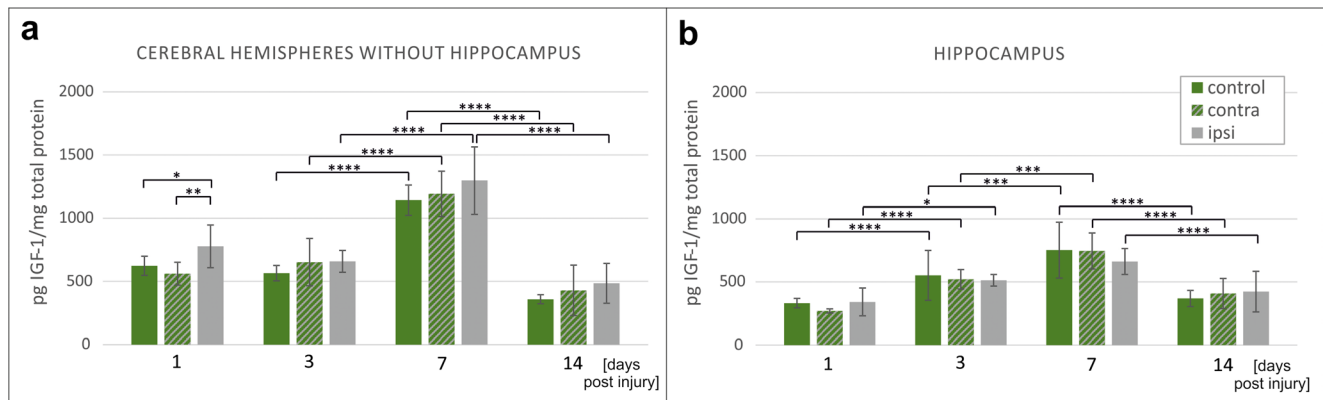 a
CEREBRAL HEMISPHERES WITHOUT HIPPOCAMPUS
pg IGF-1/mg total protein
2000
1500
1000
500
0
****
****
****
****
****
****
*
**
1
3
7
14
[days
post injury]
b
HIPPOCAMPUS
control
contra
ipsi
pg IGF-1/mg total protein
2000
1500
1000
500
0
***
***
*
****
****
****
****
****
1
3
7
14
[days
post injury]